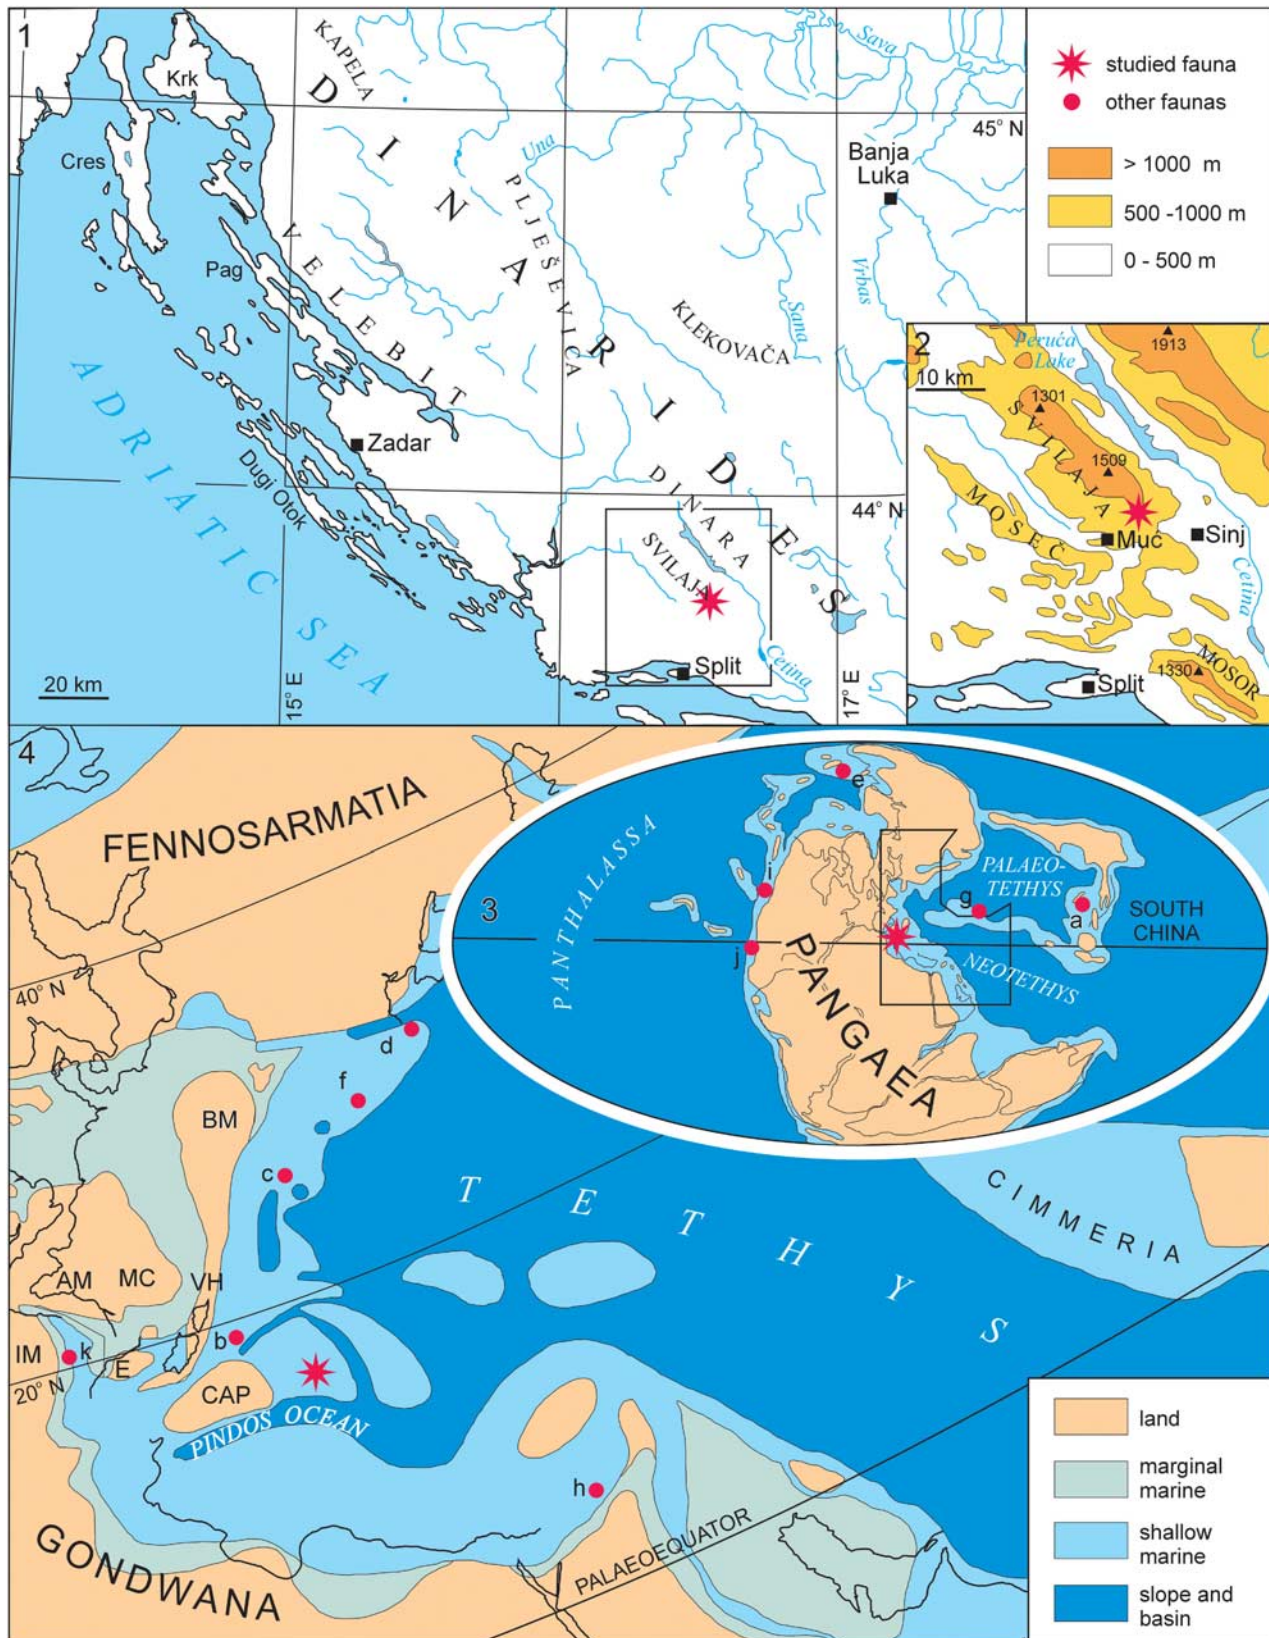 1
Krk
Cres
Pag
KAPELA
DINARIDES
VELEBIT
PLJEŠEVICA
Una
Sava
45° N
Banja
Luka
Vrbas
Sana
KLEKOVAČA
Zadar
Dugi Otok
ADRIATIC SEA
DINARA
SVILAJA
44° N
Split
Cetina
20 km
15° E
17° E
studied fauna
other faunas
> 1000 m
500 -1000 m
0 - 500 m
2
10 km
Peruća
Lake
1913
1301
SVILAJA
1509
MOSEČ
Muć
Sinj
Cetina
MOSOR
1330
Split
4
FENNOSARMATIA
40° N
d
f
BM
c
AM
MC
VH
IM
k
E
b
20° N
CAP
PINDOS OCEAN
TETHYS
CIMMERIA
h
GONDWANA
PALAEOEQUATOR
3
PANTHALASSA
e
i
j
PANGAEA
PALAEO-
TETHYS
g
a
SOUTH
CHINA
NEOTETHYS
land
marginal
marine
shallow
marine
slope and
basin